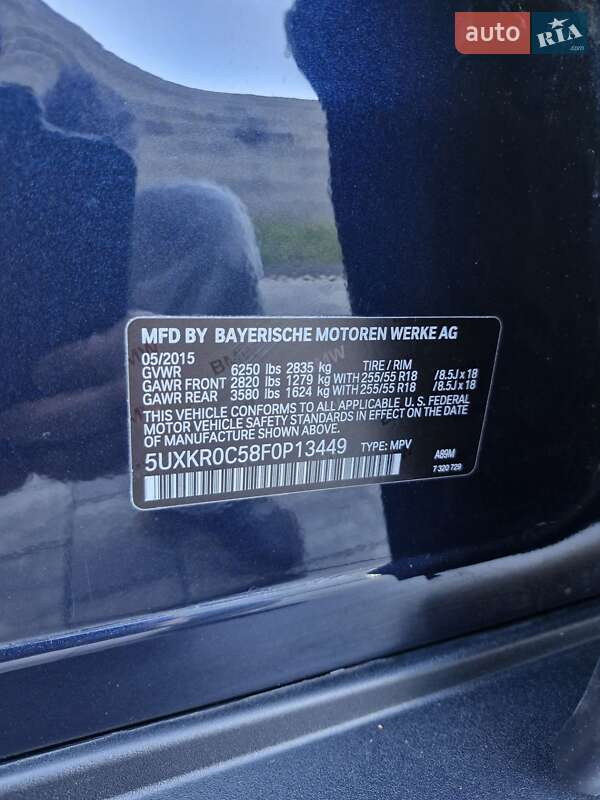 auto RIA .com
MFD BY BAYERISCHE MOTOREN WERKE AG
05/2015
GVWR 6250 lbs 2835 kg TIRE / RIM
GAWR FRONT 2820 lbs 1279 kg WITH 255/55 R18 /8.5J x 18
GAWR REAR 3580 lbs 1624 kg WITH 255/55 R18 /8.5J x 18
THIS VEHICLE CONFORMS TO ALL APPLICABLE U. S. FEDERAL
MOTOR VEHICLE SAFETY STANDARDS IN EFFECT ON THE DATE
OF MANUFACTURE SHOWN ABOVE.
5UXKR0C58F0P13449 TYPE: MPV A89M
7 320 729